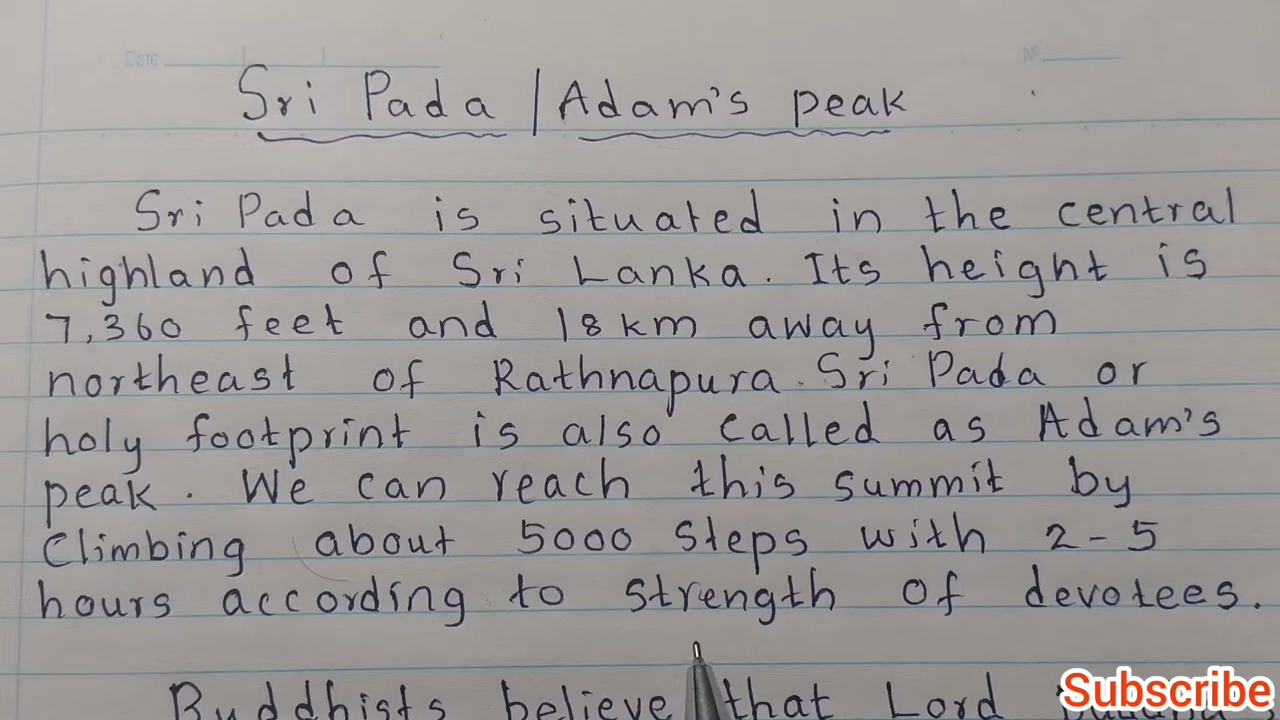 Date
No
Sri Pada / Adam's peak
Sri Pada is situated in the central
highland of Sri Lanka. Its height is
7,360 feet and 18km away from
northeast of Rathnapura. Sri Pada or
holy footprint is also called as Adam's
peak. We can reach this summit by
Climbing about 5000 steps with 2-5
hours according to strength of devotees.
Buddhists believe that Lord
Subscribe